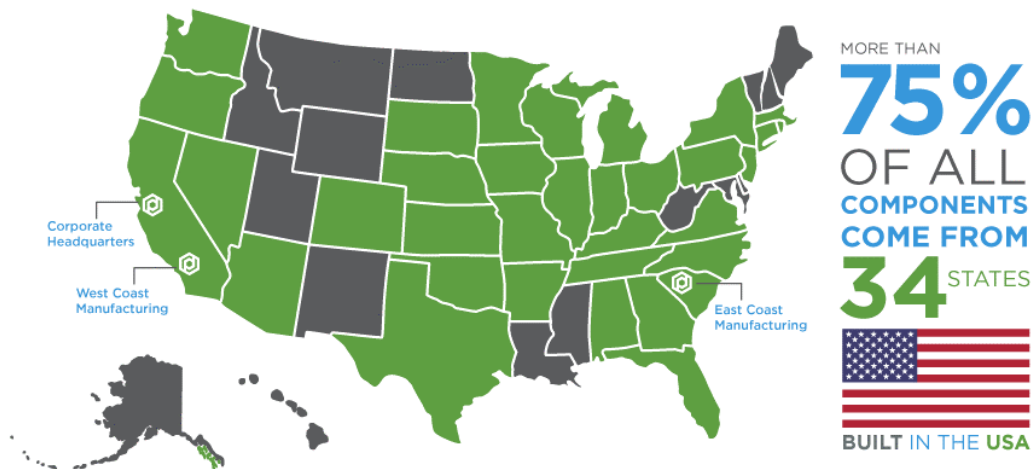 MORE THAN
75%
OF ALL
COMPONENTS
COME FROM
34 STATES
BUILT IN THE USA
Corporate
Headquarters
West Coast
Manufacturing
East Coast
Manufacturing